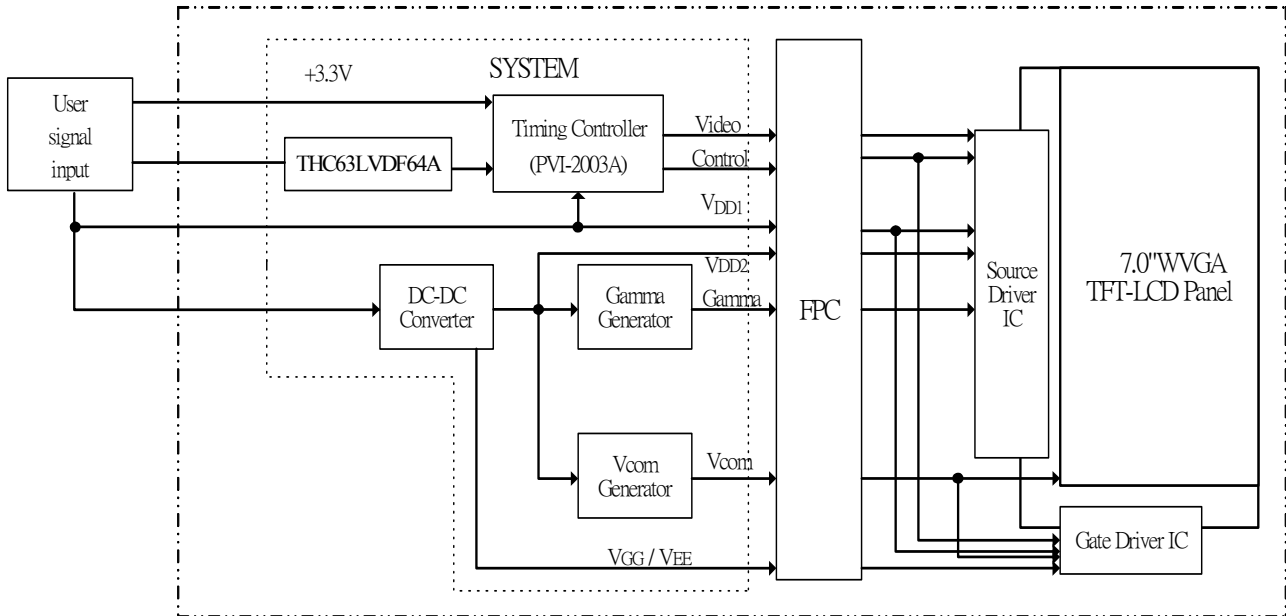 +3.3V
SYSTEM
User
signal
input
THC63LVDF64A
Timing Controller
(PVI-2003A)
Video
Control
VDD1
VDD2
DC-DC
Converter
Gamma
Generator
Gamma
FPC
Source
Driver
IC
7.0"WVGA
TFT-LCD Panel
Vcom
Generator
Vcom
VGG / VEE
Gate Driver IC